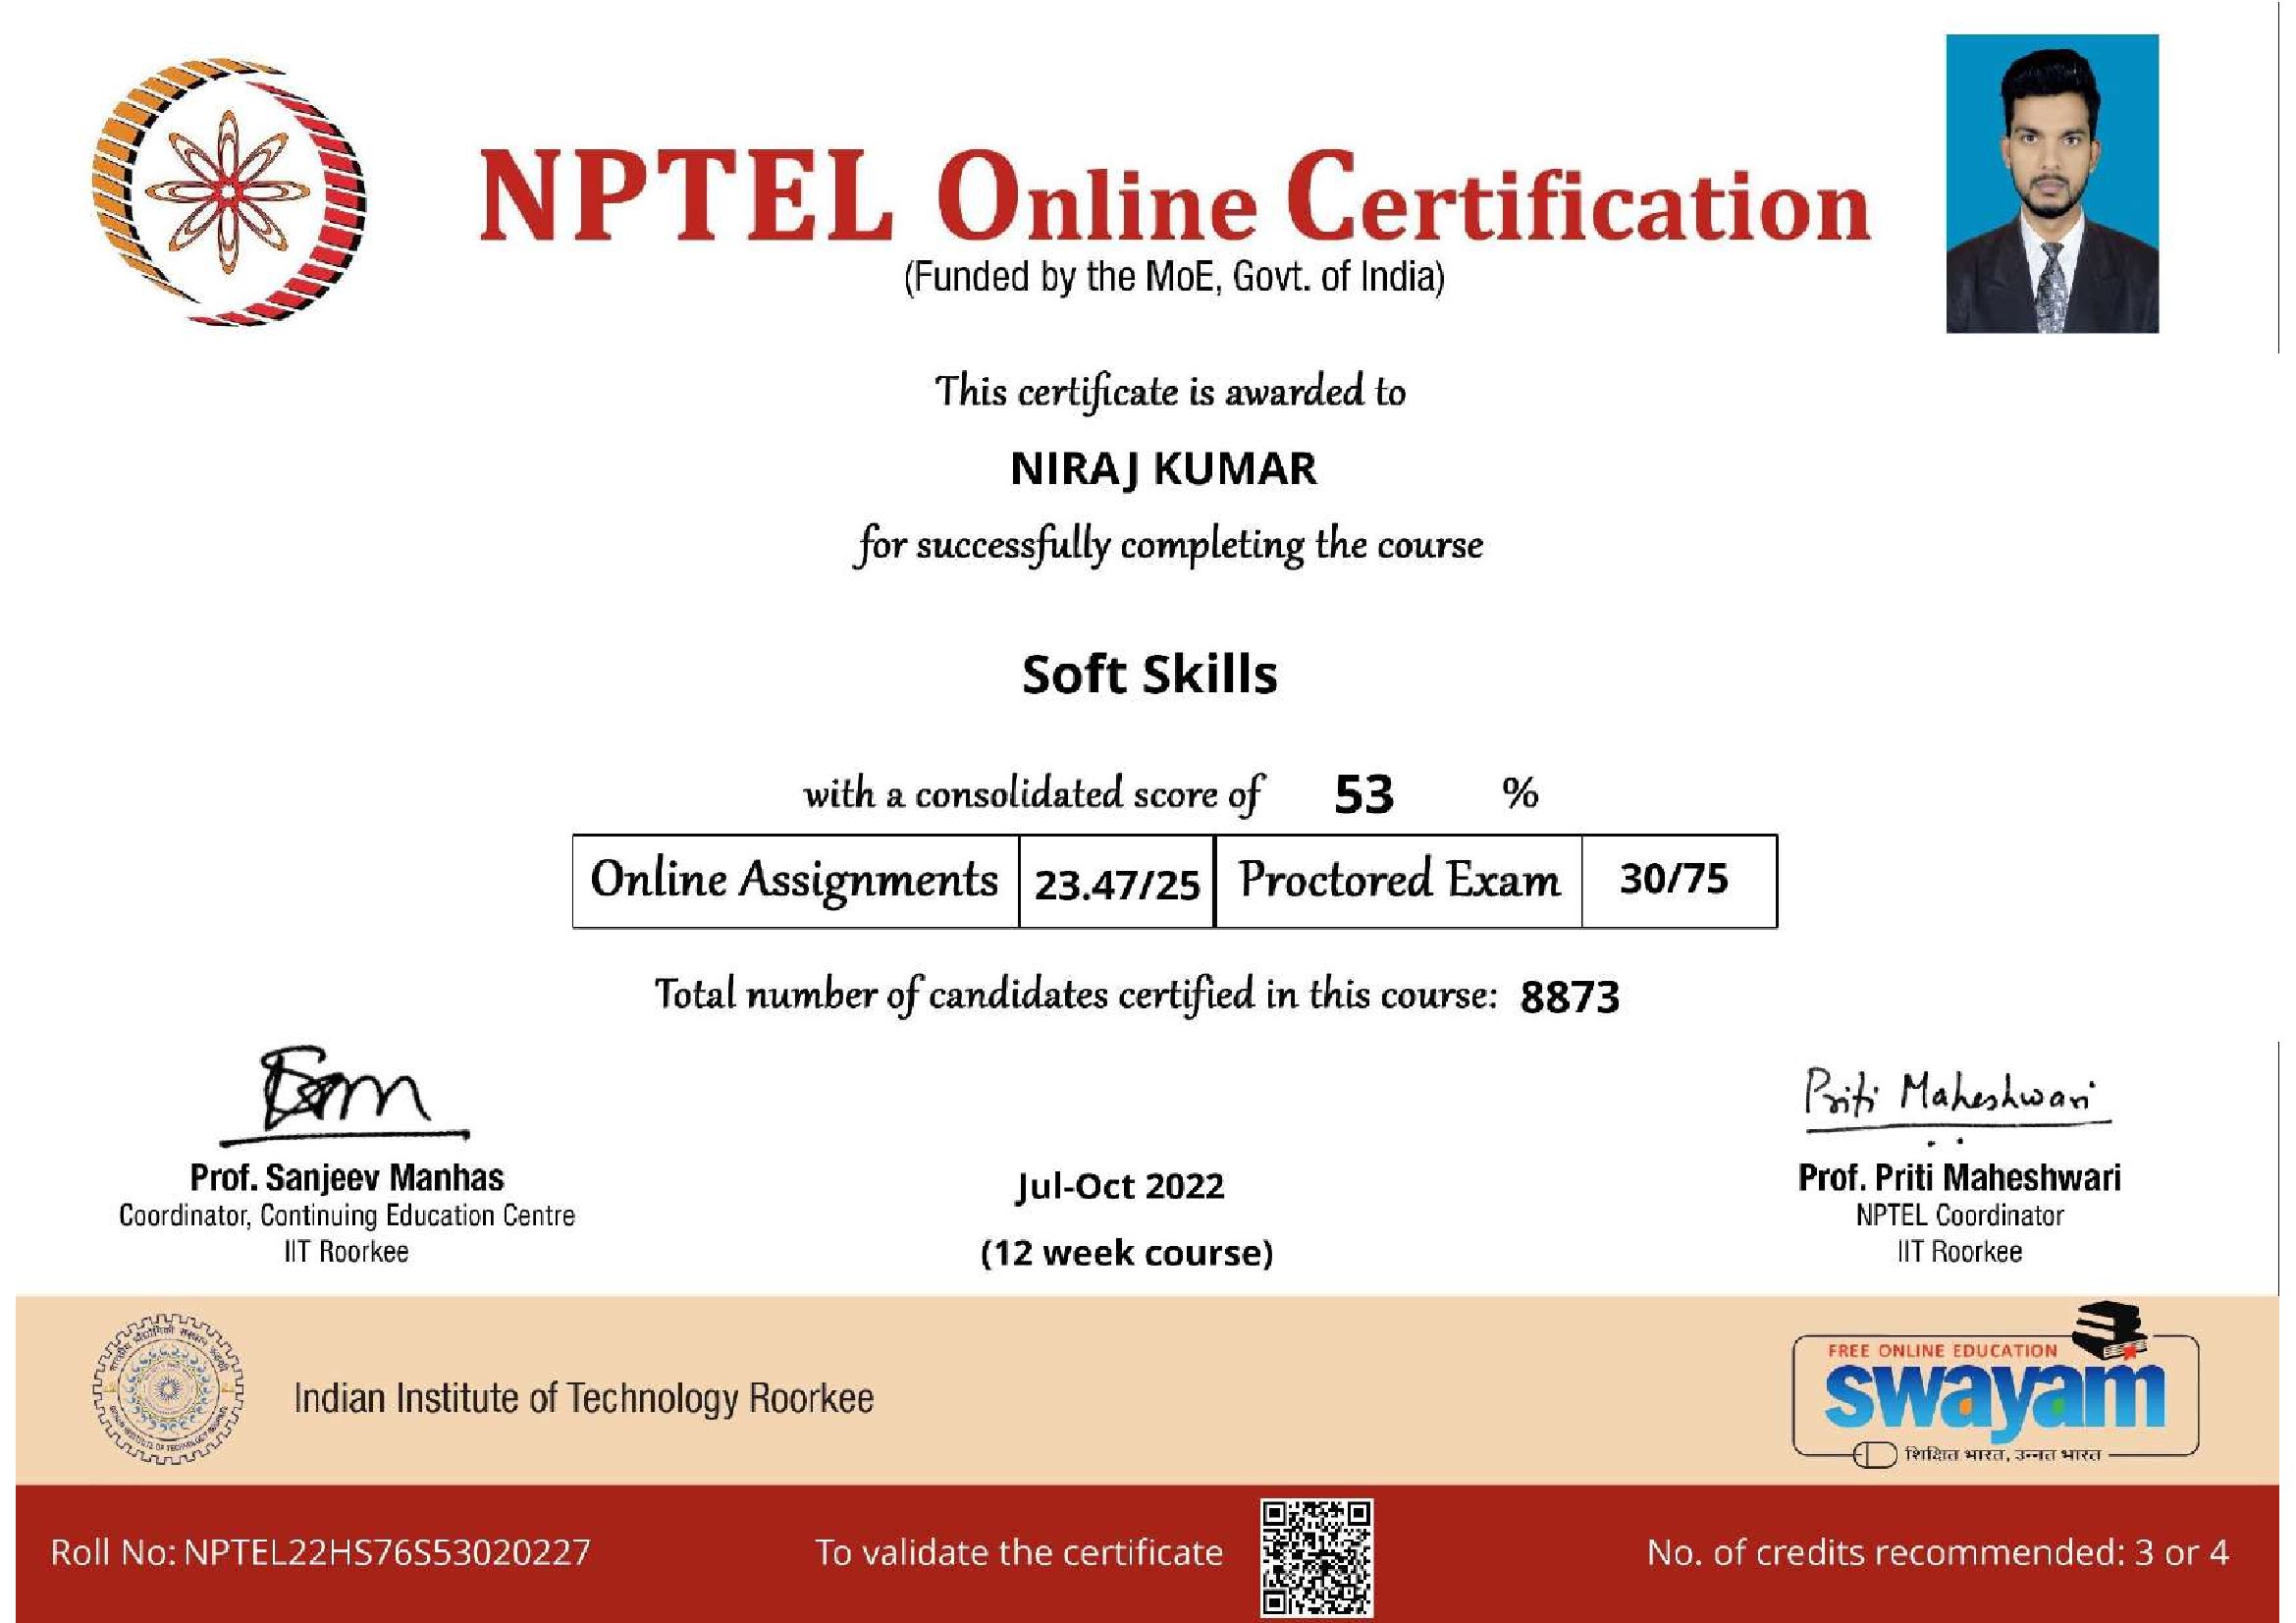 NPTEL Online Certification
(Funded by the MoE, Govt. of India)
This certificate is awarded to
NIRAJ KUMAR
for successfully completing the course
Soft Skills
with a consolidated score of 53 %
Online Assignments 23.47/25 Proctored Exam 30/75
Total number of candidates certified in this course: 8873
Priti Maheshwari
Prof. Sanjeev Manhas
Coordinator, Continuing Education Centre
IIT Roorkee
Jul-Oct 2022
(12 week course)
Prof. Priti Maheshwari
NPTEL Coordinator
IIT Roorkee
Indian Institute of Technology Roorkee
FREE ONLINE EDUCATION
swayam
शिक्षित भारत, उन्नत भारत
Roll No: NPTEL22HS76S53020227
To validate the certificate
No. of credits recommended: 3 or 4